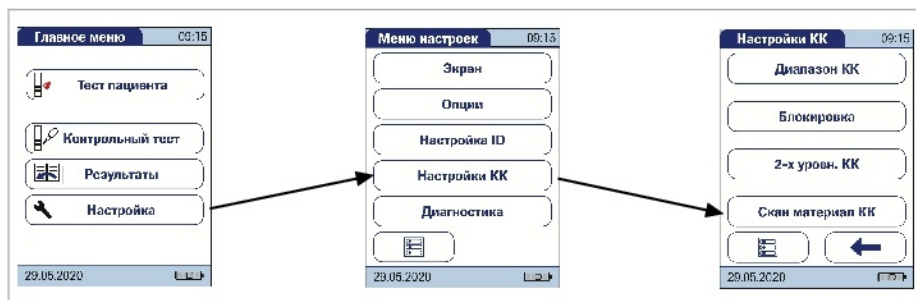 Главное меню 09:15
Тест пациента
Контрольный тест
Результаты
Настройка
29.05.2020
Меню настроек 09:15
Экран
Опции
Настройка ID
Настройки КК
Диагностика
29.05.2020
Настройки КК 09:15
Диапазон КК
Блокировка
2-х уровн. КК
Скан материал КК
29.05.2020